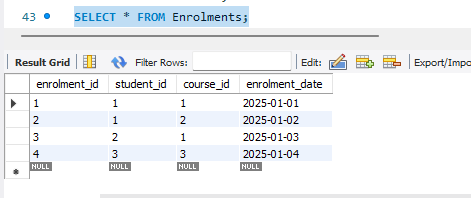 43 SELECT * FROM Enrolments;
Result Grid Filter Rows: Edit: Export/Impo
enrolment_id student_id course_id enrolment_date
1 1 1 2025-01-01
2 1 2 2025-01-02
3 2 1 2025-01-03
4 3 3 2025-01-04
NULL NULL NULL NULL